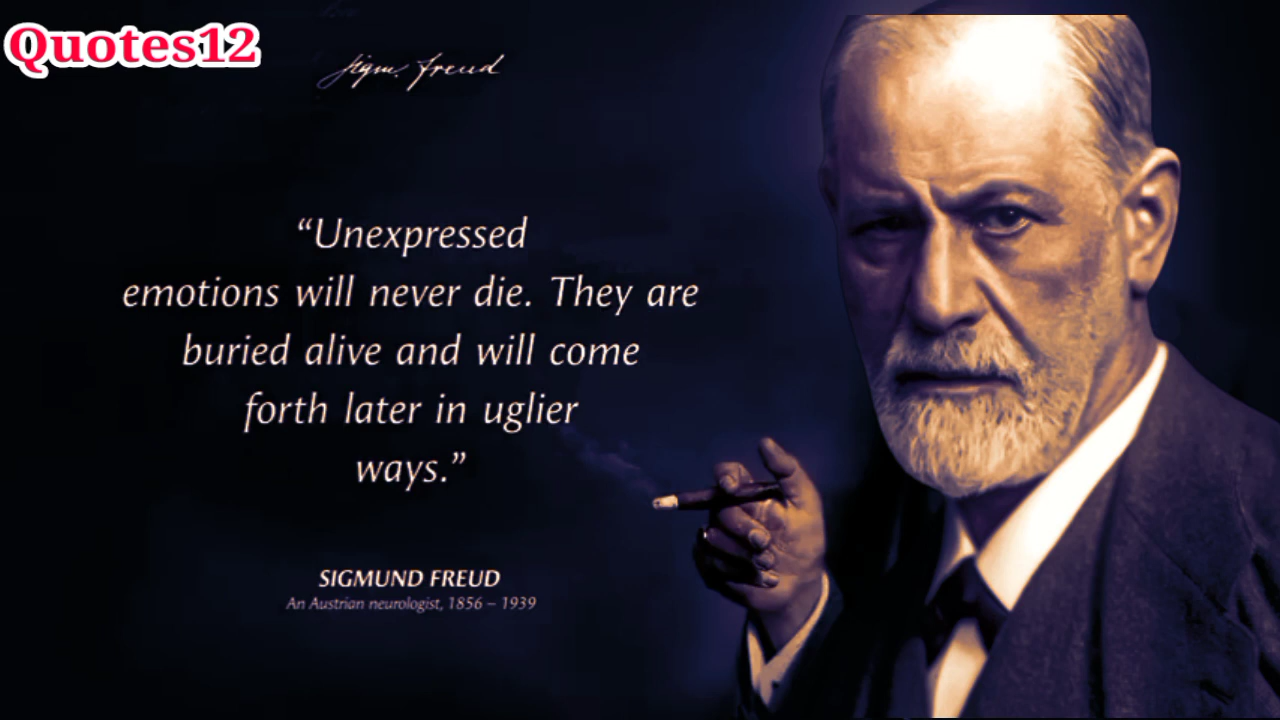 Quotes12
Sigm. Freud
“Unexpressed
emotions will never die. They are
buried alive and will come
forth later in uglier
ways.”
SIGMUND FREUD
An Austrian neurologist, 1856 – 1939